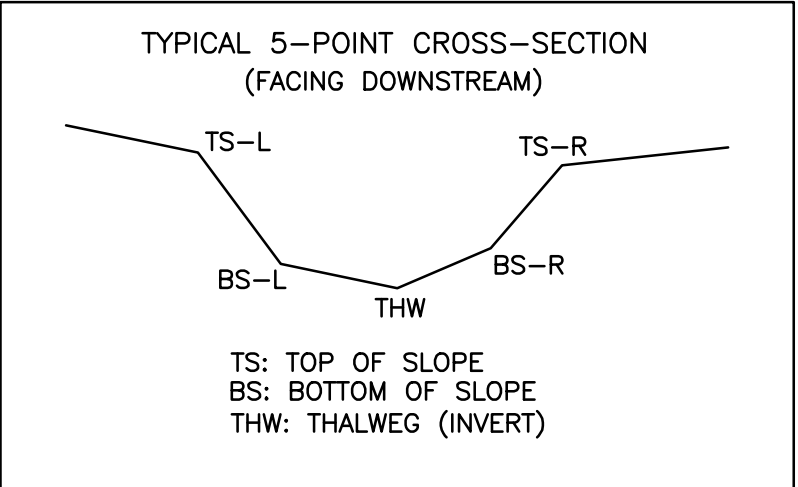 TYPICAL 5-POINT CROSS-SECTION
(FACING DOWNSTREAM)
TS-L
TS-R
BS-L
BS-R
THW
TS: TOP OF SLOPE
BS: BOTTOM OF SLOPE
THW: THALWEG (INVERT)